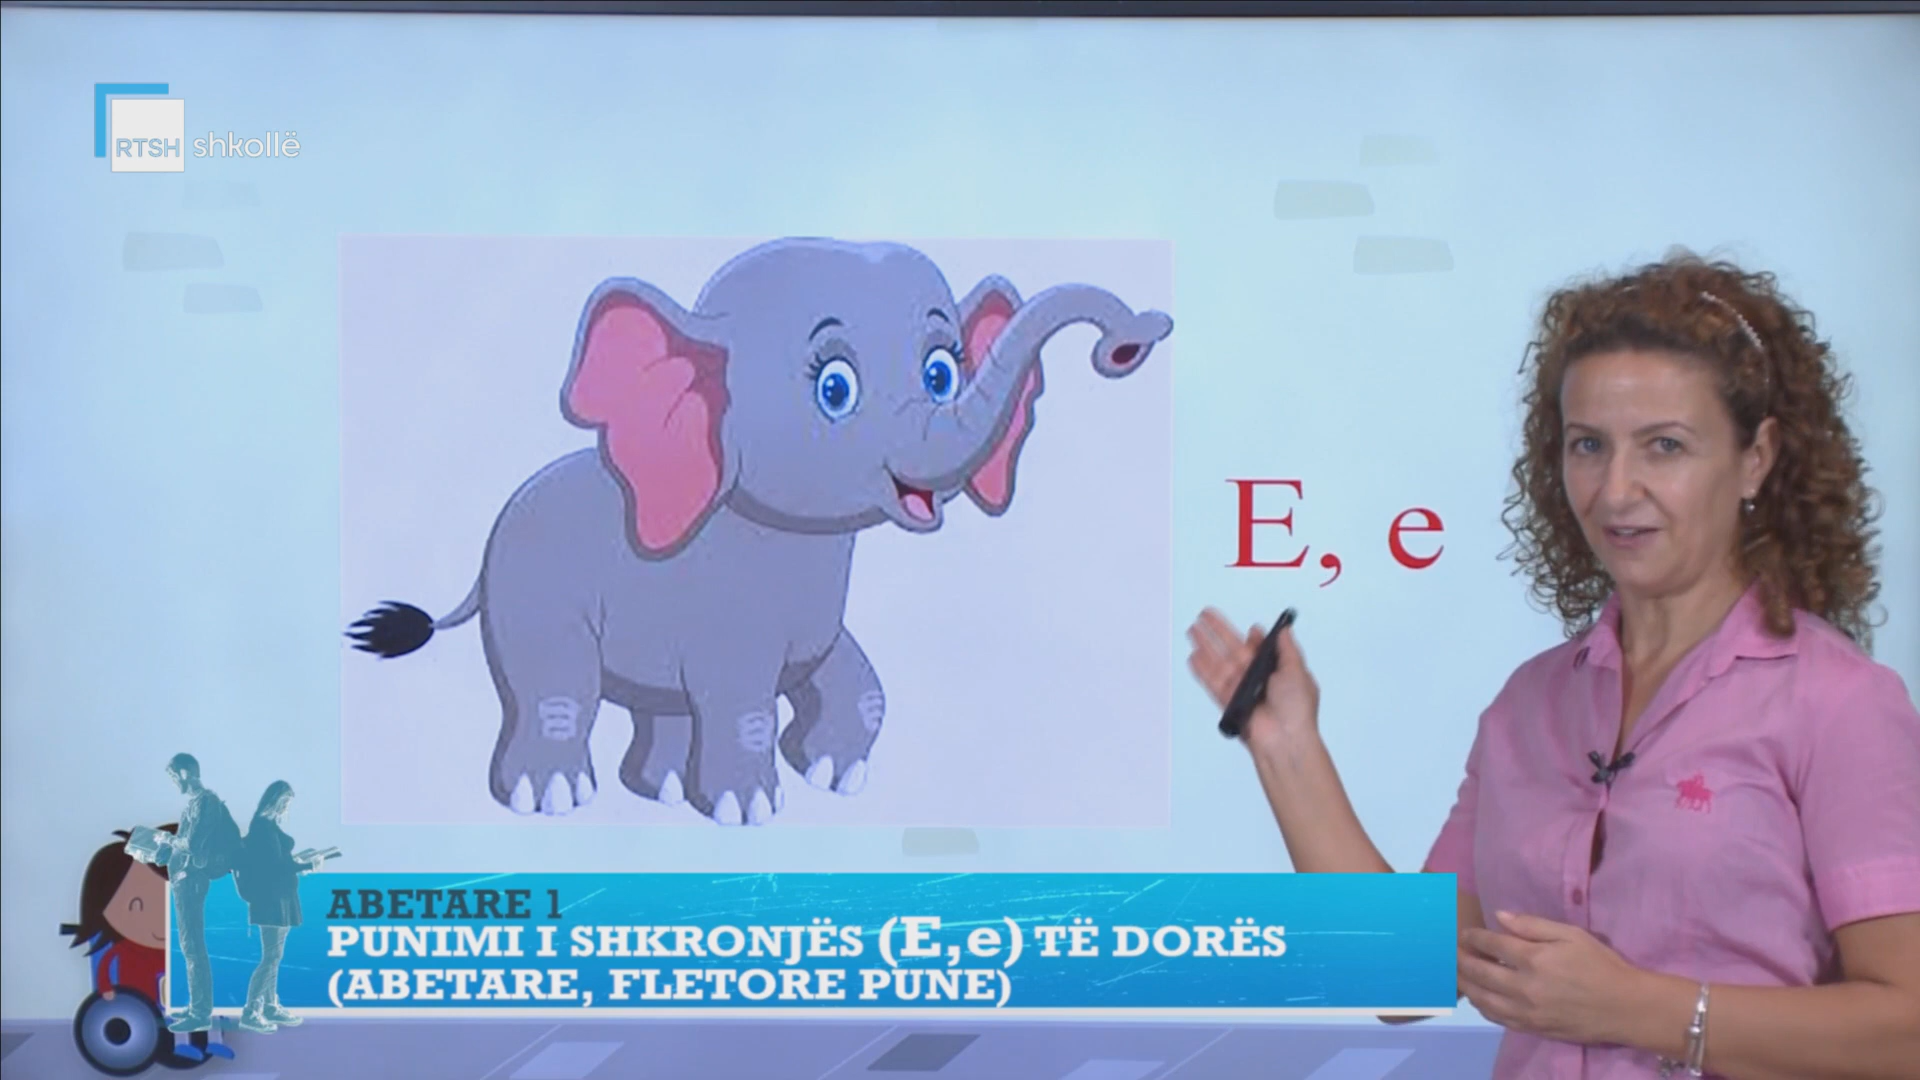 RTSH shkollë
E, e
ABETARE 1
PUNIMI I SHKRONJËS (E,e) TË DORËS
(ABETARE, FLETORE PUNE)